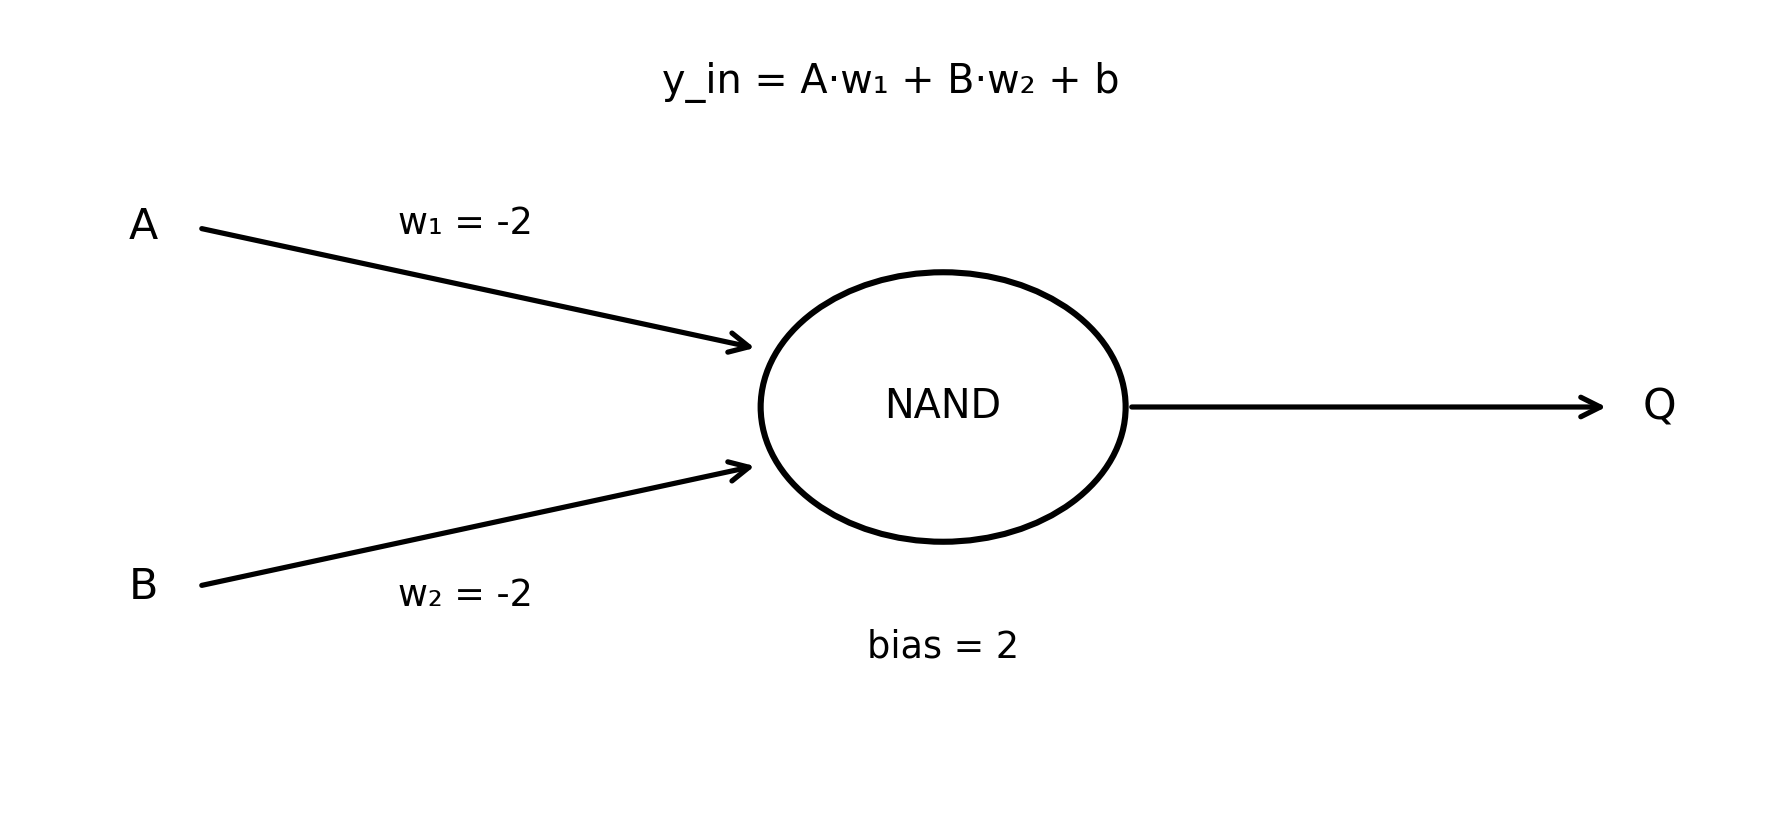 y_in = A·w₁ + B·w₂ + b
A
w₁ = -2
NAND
Q
B
w₂ = -2
bias = 2